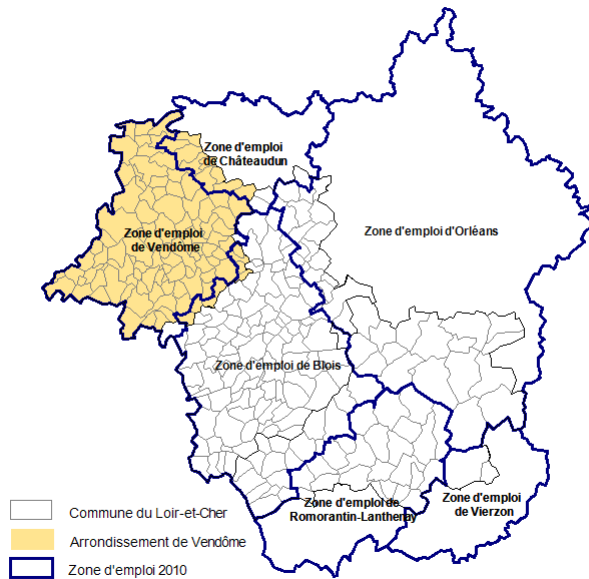 Zone d'emploi
de Châteaudun
Zone d'emploi
de Vendôme
Zone d'emploi d'Orléans
Zone d'emploi de Blois
Zone d'emploi de
Romorantin-Lanthenay
Zone d'emploi
de Vierzon
Commune du Loir-et-Cher
Arrondissement de Vendôme
Zone d'emploi 2010